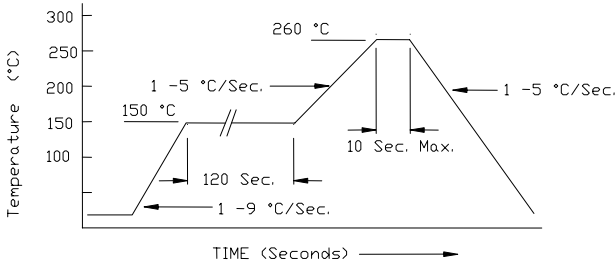 300
260 °C
250
200
1 -5 °C/Sec.
1 -5 °C/Sec.
150 °C
150
100
10 Sec. Max.
120 Sec.
1 -9 °C/Sec.
Temperature (°C)
TIME (Seconds)